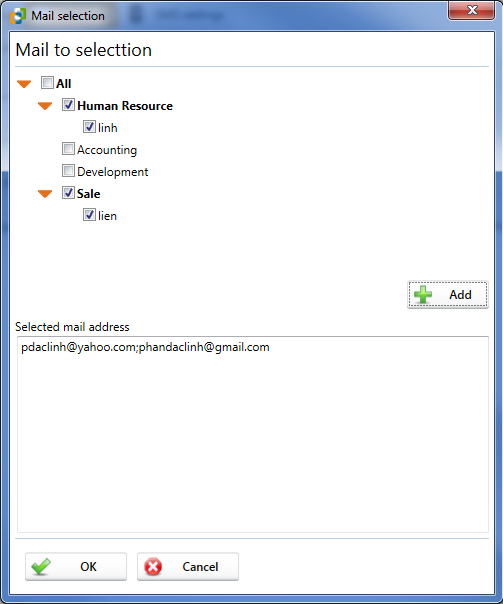 Mail selection
Mail to selecttion
All
Human Resource
linh
Accounting
Development
Sale
lien
Add
Selected mail address
pdaclinh@yahoo.com;phandaclinh@gmail.com
OK
Cancel